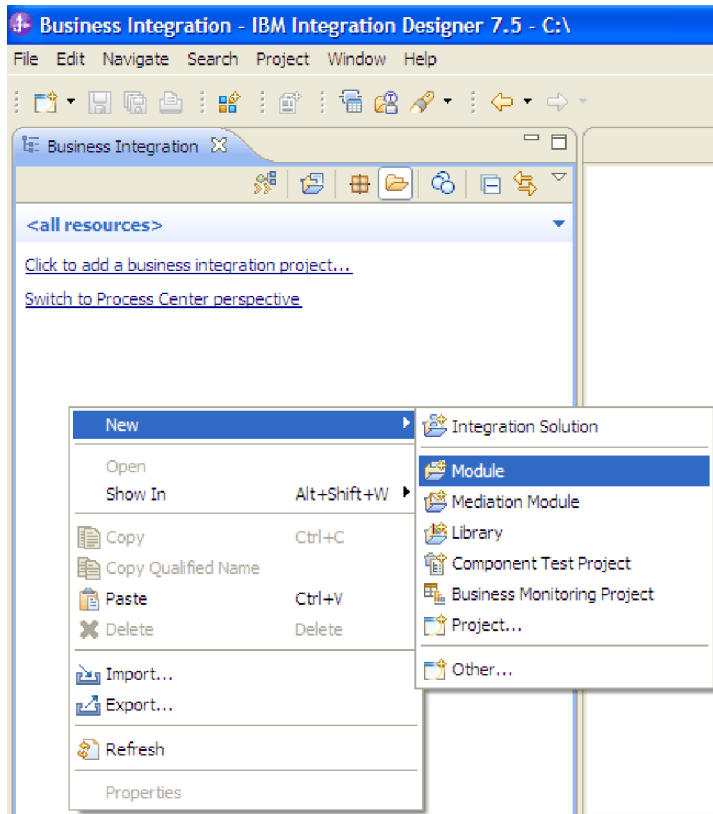 Business Integration - IBM Integration Designer 7.5 - C:\
File Edit Navigate Search Project Window Help
Business Integration
<all resources>
Click to add a business integration project...
Switch to Process Center perspective
New
Open
Show In Alt+Shift+W
Copy Ctrl+C
Copy Qualified Name
Paste Ctrl+V
Delete Delete
Import...
Export...
Refresh
Properties
Integration Solution
Module
Mediation Module
Library
Component Test Project
Business Monitoring Project
Project...
Other...